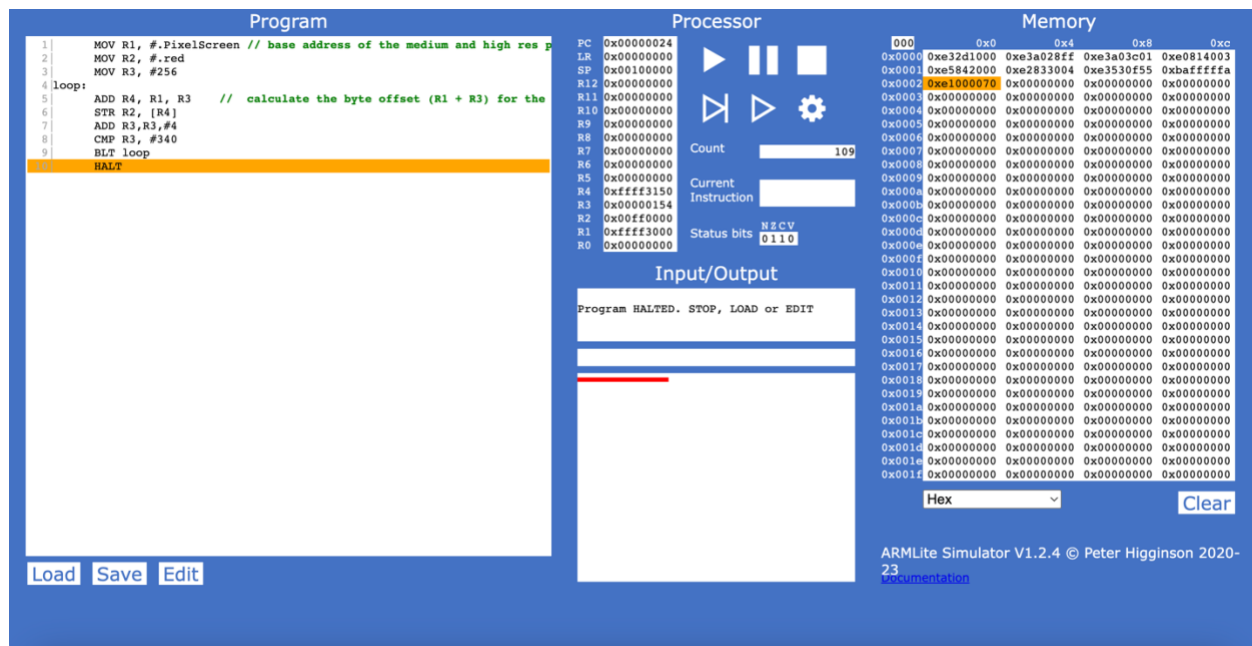 Program
1| MOV R1, #.PixelScreen // base address of the medium and high res p
2| MOV R2, #.red
3| MOV R3, #256
4|loop:
5| ADD R4, R1, R3 // calculate the byte offset (R1 + R3) for the
6| STR R2, [R4]
7| ADD R3,R3,#4
8| CMP R3, #340
9| BLT loop
HALT
Load Save Edit
Processor
PC 0x00000024
LR 0x00000000
SP 0x00100000
R12 0x00000000
R11 0x00000000
R10 0x00000000
R9 0x00000000
R8 0x00000000
R7 0x00000000
R6 0x00000000
R5 0x00000000
R4 0xffff3150
R3 0x00000154
R2 0x00ff0000
R1 0xffff3000
R0 0x00000000
Count 109
Current
Instruction
NZCV
Status bits 0110
Input/Output
Program HALTED. STOP, LOAD or EDIT
Memory
000 0x0 0x4 0x8 0xc
0x0000 0xe32d1000 0xe3a028ff 0xe3a03c01 0xe0814003
0x0001 0xe5842000 0xe2833004 0xe3530f55 0xbafffffa
0x0002 0xe1000070 0x00000000 0x00000000 0x00000000
0x0003 0x00000000 0x00000000 0x00000000 0x00000000
0x0004 0x00000000 0x00000000 0x00000000 0x00000000
0x0005 0x00000000 0x00000000 0x00000000 0x00000000
0x0006 0x00000000 0x00000000 0x00000000 0x00000000
0x0007 0x00000000 0x00000000 0x00000000 0x00000000
0x0008 0x00000000 0x00000000 0x00000000 0x00000000
0x0009 0x00000000 0x00000000 0x00000000 0x00000000
0x000a 0x00000000 0x00000000 0x00000000 0x00000000
0x000b 0x00000000 0x00000000 0x00000000 0x00000000
0x000c 0x00000000 0x00000000 0x00000000 0x00000000
0x000d 0x00000000 0x00000000 0x00000000 0x00000000
0x000e 0x00000000 0x00000000 0x00000000 0x00000000
0x000f 0x00000000 0x00000000 0x00000000 0x00000000
0x0010 0x00000000 0x00000000 0x00000000 0x00000000
0x0011 0x00000000 0x00000000 0x00000000 0x00000000
0x0012 0x00000000 0x00000000 0x00000000 0x00000000
0x0013 0x00000000 0x00000000 0x00000000 0x00000000
0x0014 0x00000000 0x00000000 0x00000000 0x00000000
0x0015 0x00000000 0x00000000 0x00000000 0x00000000
0x0016 0x00000000 0x00000000 0x00000000 0x00000000
0x0017 0x00000000 0x00000000 0x00000000 0x00000000
0x0018 0x00000000 0x00000000 0x00000000 0x00000000
0x0019 0x00000000 0x00000000 0x00000000 0x00000000
0x001a 0x00000000 0x00000000 0x00000000 0x00000000
0x001b 0x00000000 0x00000000 0x00000000 0x00000000
0x001c 0x00000000 0x00000000 0x00000000 0x00000000
0x001d 0x00000000 0x00000000 0x00000000 0x00000000
0x001e 0x00000000 0x00000000 0x00000000 0x00000000
0x001f 0x00000000 0x00000000 0x00000000 0x00000000
Hex Clear
ARMLite Simulator V1.2.4 © Peter Higginson 2020-
23
Documentation